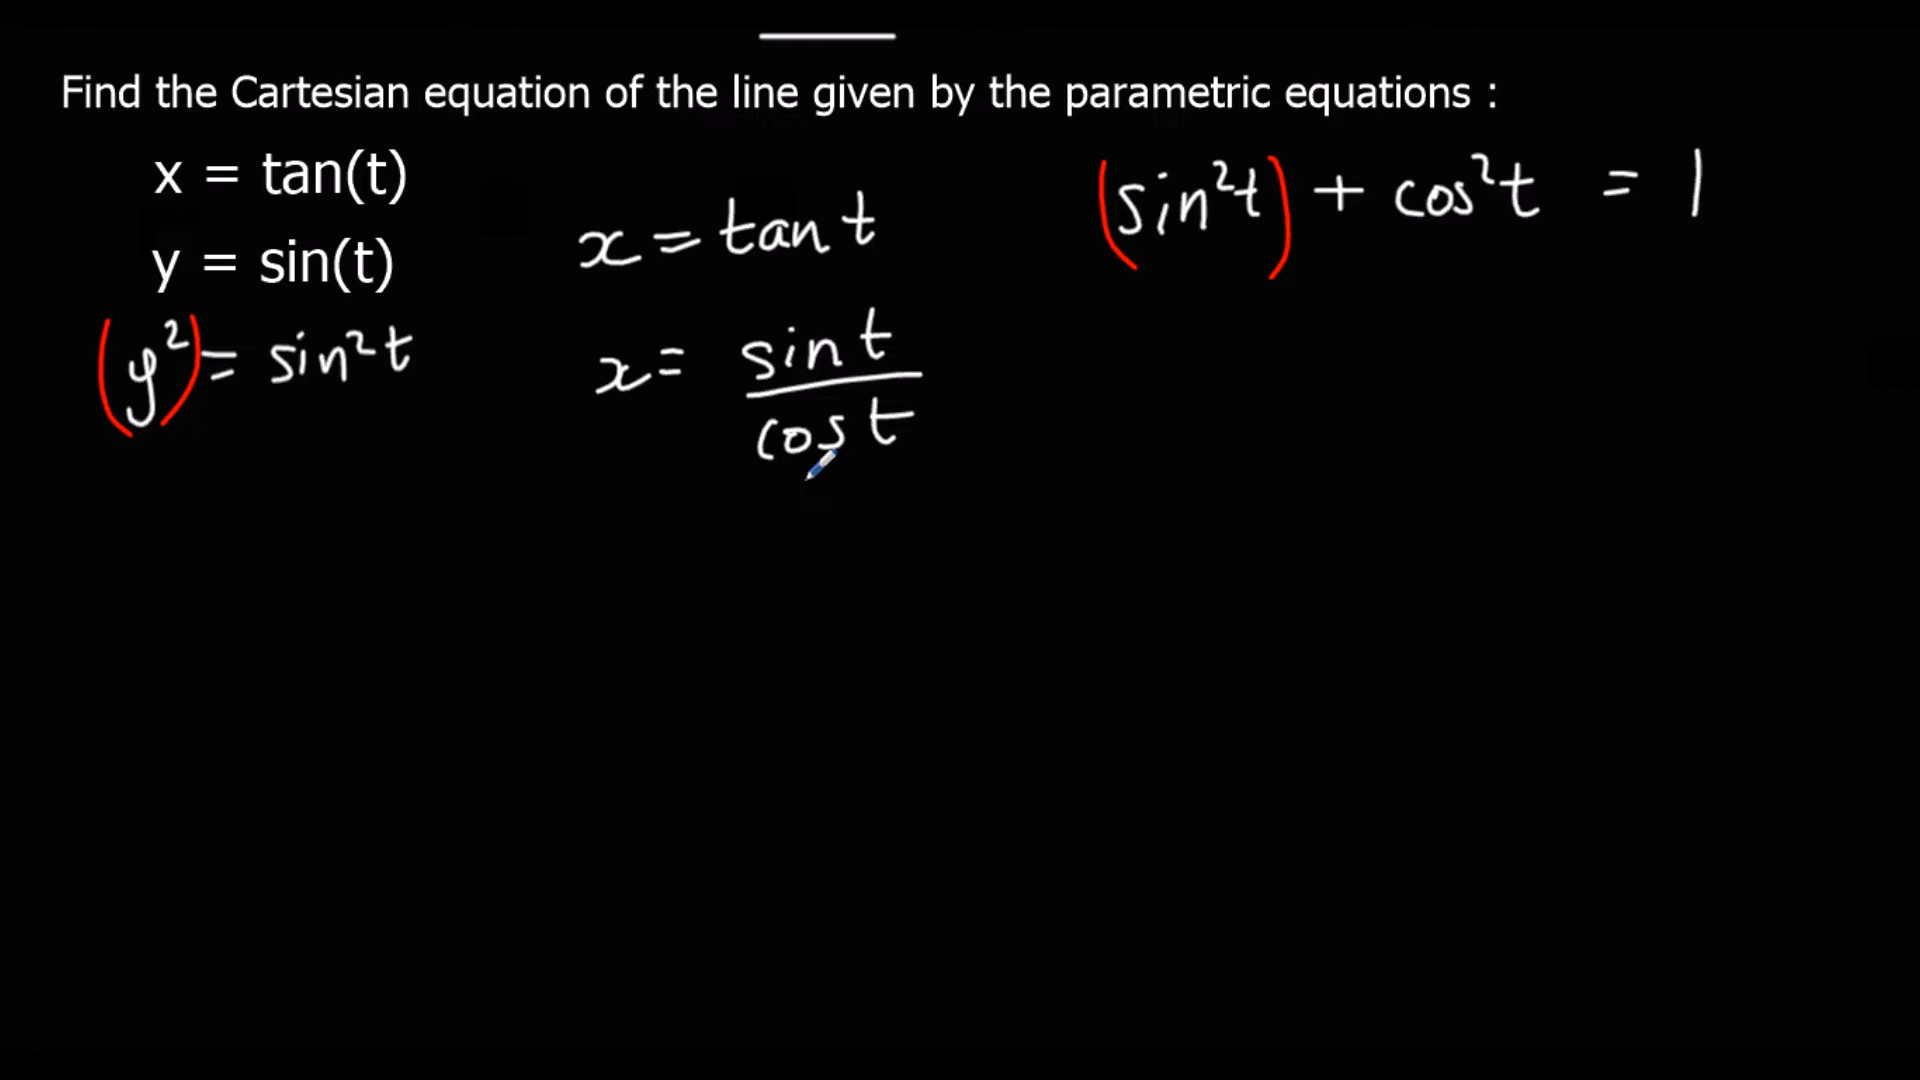 Find the Cartesian equation of the line given by the parametric equations :
x = tan(t)
y = sin(t)
(y²) = sin²t
x = tan t
x = sin t / cos t
(sin²t) + cos²t = 1